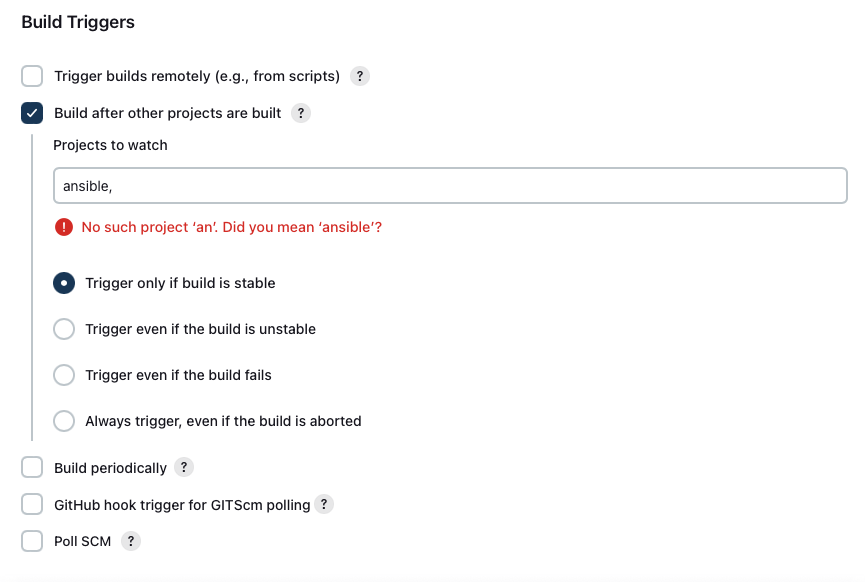 Build Triggers
Trigger builds remotely (e.g., from scripts) ?
Build after other projects are built ?
Projects to watch
ansible,
! No such project ‘an’. Did you mean ‘ansible’?
Trigger only if build is stable
Trigger even if the build is unstable
Trigger even if the build fails
Always trigger, even if the build is aborted
Build periodically ?
GitHub hook trigger for GITScm polling ?
Poll SCM ?